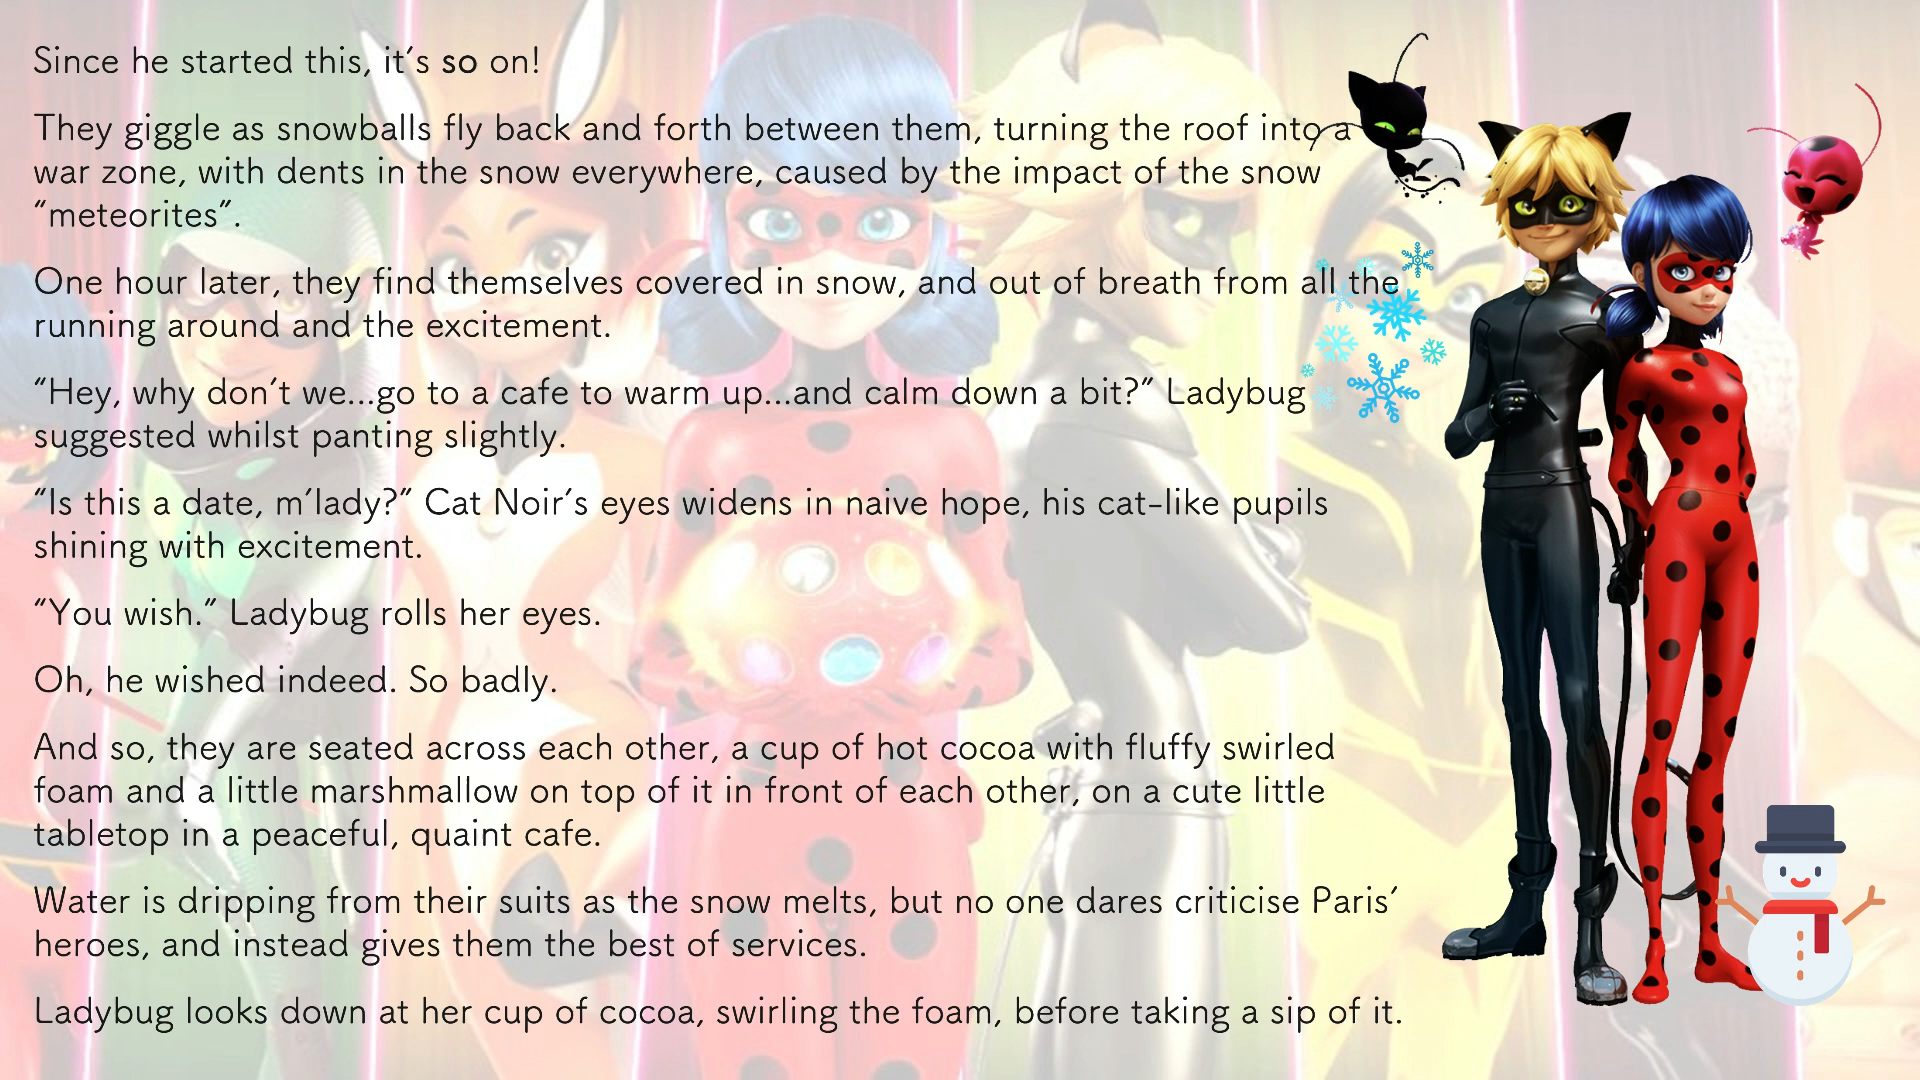 Since he started this, it’s so on!
They giggle as snowballs fly back and forth between them, turning the roof into a
war zone, with dents in the snow everywhere, caused by the impact of the snow
“meteorites”.
One hour later, they find themselves covered in snow, and out of breath from all the
running around and the excitement.
“Hey, why don’t we...go to a cafe to warm up...and calm down a bit?” Ladybug
suggested whilst panting slightly.
“Is this a date, m’lady?” Cat Noir’s eyes widens in naive hope, his cat-like pupils
shining with excitement.
“You wish.” Ladybug rolls her eyes.
Oh, he wished indeed. So badly.
And so, they are seated across each other, a cup of hot cocoa with fluffy swirled
foam and a little marshmallow on top of it in front of each other, on a cute little
tabletop in a peaceful, quaint cafe.
Water is dripping from their suits as the snow melts, but no one dares criticise Paris’
heroes, and instead gives them the best of services.
Ladybug looks down at her cup of cocoa, swirling the foam, before taking a sip of it.